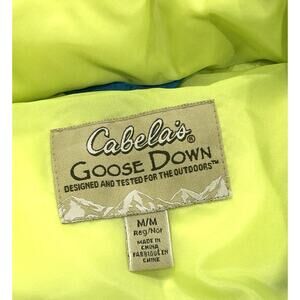 Cabela's
GOOSE DOWN
DESIGNED AND TESTED FOR THE OUTDOORS™
M/M
Reg/Nor
MADE IN
CHINA
FABRIQUÉ EN
CHINE